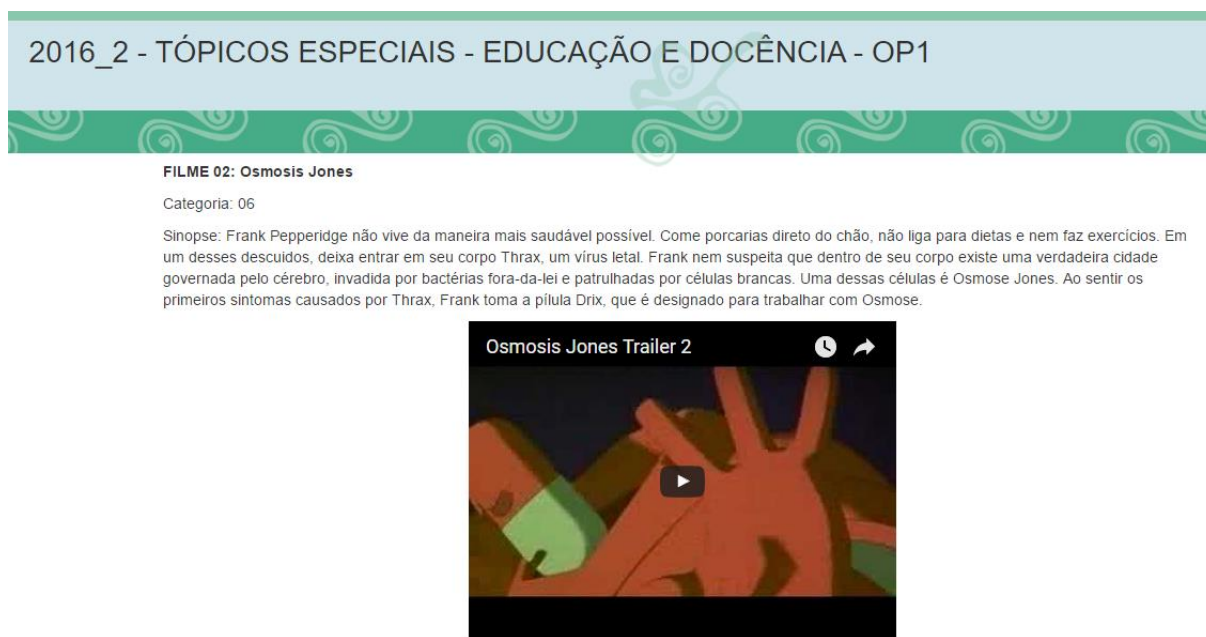 2016_2 - TÓPICOS ESPECIAIS - EDUCAÇÃO E DOCÊNCIA - OP1
FILME 02: Osmosis Jones
Categoria: 06
Sinopse: Frank Pepperidge não vive da maneira mais saudável possível. Come porcarias direto do chão, não liga para dietas e nem faz exercícios. Em
um desses descuidos, deixa entrar em seu corpo Thrax, um vírus letal. Frank nem suspeita que dentro de seu corpo existe uma verdadeira cidade
governada pelo cérebro, invadida por bactérias fora-da-lei e patrulhadas por células brancas. Uma dessas células é Osmose Jones. Ao sentir os
primeiros sintomas causados por Thrax, Frank toma a pílula Drix, que é designado para trabalhar com Osmose.
Osmosis Jones Trailer 2